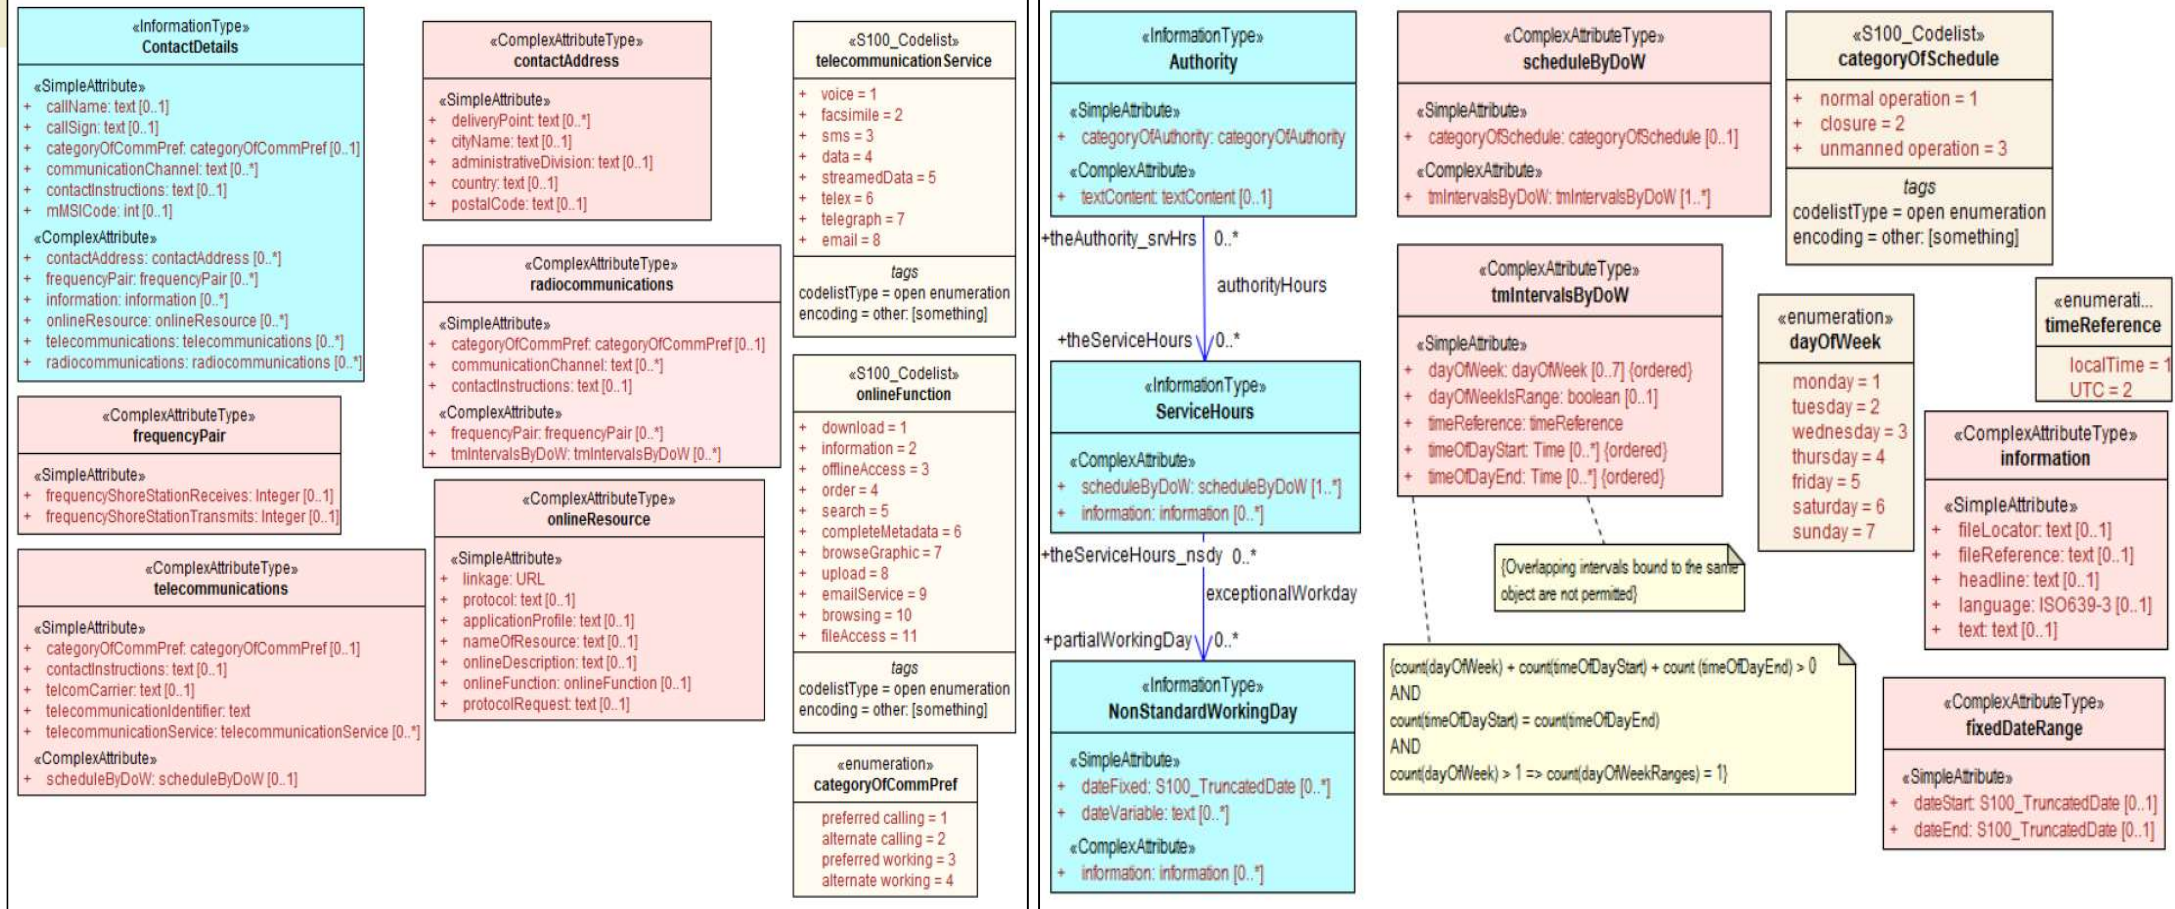 «InformationType»
ContactDetails
«SimpleAttribute»
+ callName: text [0..1]
+ callSign: text [0..1]
+ categoryOfCommPref: categoryOfCommPref [0..1]
+ communicationChannel: text [0..*]
+ contactInstructions: text [0..1]
+ mMSICode: int [0..1]
«ComplexAttribute»
+ contactAddress: contactAddress [0..*]
+ frequencyPair: frequencyPair [0..*]
+ information: information [0..*]
+ onlineResource: onlineResource [0..*]
+ telecommunications: telecommunications [0..*]
+ radiocommunications: radiocommunications [0..*]
«ComplexAttributeType»
frequencyPair
«SimpleAttribute»
+ frequencyShoreStationReceives: Integer [0..1]
+ frequencyShoreStationTransmits: Integer [0..1]
«ComplexAttributeType»
telecommunications
«SimpleAttribute»
+ categoryOfCommPref: categoryOfCommPref [0..1]
+ contactInstructions: text [0..1]
+ telcomCarrier: text [0..1]
+ telecommunicationIdentifier: text
+ telecommunicationService: telecommunicationService [0..*]
«ComplexAttribute»
+ scheduleByDoW: scheduleByDoW [0..1]
«ComplexAttributeType»
contactAddress
«SimpleAttribute»
+ deliveryPoint: text [0..*]
+ cityName: text [0..1]
+ administrativeDivision: text [0..1]
+ country: text [0..1]
+ postalCode: text [0..1]
«ComplexAttributeType»
radiocommunications
«SimpleAttribute»
+ categoryOfCommPref: categoryOfCommPref [0..1]
+ communicationChannel: text [0..*]
+ contactInstructions: text [0..1]
«ComplexAttribute»
+ frequencyPair: frequencyPair [0..*]
+ tmIntervalsByDoW: tmIntervalsByDoW [0..*]
«ComplexAttributeType»
onlineResource
«SimpleAttribute»
+ linkage: URL
+ protocol: text [0..1]
+ applicationProfile: text [0..1]
+ nameOfResource: text [0..1]
+ onlineDescription: text [0..1]
+ onlineFunction: onlineFunction [0..1]
+ protocolRequest: text [0..1]
«S100_Codelist»
telecommunicationService
+ voice = 1
+ facsimile = 2
+ sms = 3
+ data = 4
+ streamedData = 5
+ telex = 6
+ telegraph = 7
+ email = 8
tags
codelistType = open enumeration
encoding = other: [something]
«S100_Codelist»
onlineFunction
+ download = 1
+ information = 2
+ offlineAccess = 3
+ order = 4
+ search = 5
+ completeMetadata = 6
+ browseGraphic = 7
+ upload = 8
+ emailService = 9
+ browsing = 10
+ fileAccess = 11
tags
codelistType = open enumeration
encoding = other: [something]
«enumeration»
categoryOfCommPref
preferred calling = 1
alternate calling = 2
preferred working = 3
alternate working = 4
«InformationType»
Authority
«SimpleAttribute»
+ categoryOfAuthority: categoryOfAuthority
«ComplexAttribute»
+ textContent: textContent [0..1]
+theAuthority_srvHrs 0..*
authorityHours
+theServiceHours 0..*
«InformationType»
ServiceHours
«ComplexAttribute»
+ scheduleByDoW: scheduleByDoW [1..*]
+ information: information [0..*]
+theServiceHours_nsdy 0..*
exceptionalWorkday
+partialWorkingDay 0..*
«InformationType»
NonStandardWorkingDay
«SimpleAttribute»
+ dateFixed: S100_TruncatedDate [0..*]
+ dateVariable: text [0..*]
«ComplexAttribute»
+ information: information [0..*]
«ComplexAttributeType»
scheduleByDoW
«SimpleAttribute»
+ categoryOfSchedule: categoryOfSchedule [0..1]
«ComplexAttribute»
+ tmIntervalsByDoW: tmIntervalsByDoW [1..*]
«ComplexAttributeType»
tmIntervalsByDoW
«SimpleAttribute»
+ dayOfWeek: dayOfWeek [0..7] {ordered}
+ dayOfWeekIsRange: boolean [0..1]
+ timeReference: timeReference
+ timeOfDayStart: Time [0..*] {ordered}
+ timeOfDayEnd: Time [0..*] {ordered}
{Overlapping intervals bound to the same
object are not permitted}
{count(dayOfWeek) + count(timeOfDayStart) + count (timeOfDayEnd) > 0
AND
count(timeOfDayStart) = count(timeOfDayEnd)
AND
count(dayOfWeek) > 1 => count(dayOfWeekRanges) = 1}
«S100_Codelist»
categoryOfSchedule
+ normal operation = 1
+ closure = 2
+ unmanned operation = 3
tags
codelistType = open enumeration
encoding = other: [something]
«enumeration»
dayOfWeek
monday = 1
tuesday = 2
wednesday = 3
thursday = 4
friday = 5
saturday = 6
sunday = 7
«enumerati...
timeReference
localTime = 1
UTC = 2
«ComplexAttributeType»
information
«SimpleAttribute»
+ fileLocator: text [0..1]
+ fileReference: text [0..1]
+ headline: text [0..1]
+ language: ISO639-3 [0..1]
+ text: text [0..1]
«ComplexAttributeType»
fixedDateRange
«SimpleAttribute»
+ dateStart: S100_TruncatedDate [0..1]
+ dateEnd: S100_TruncatedDate [0..1]